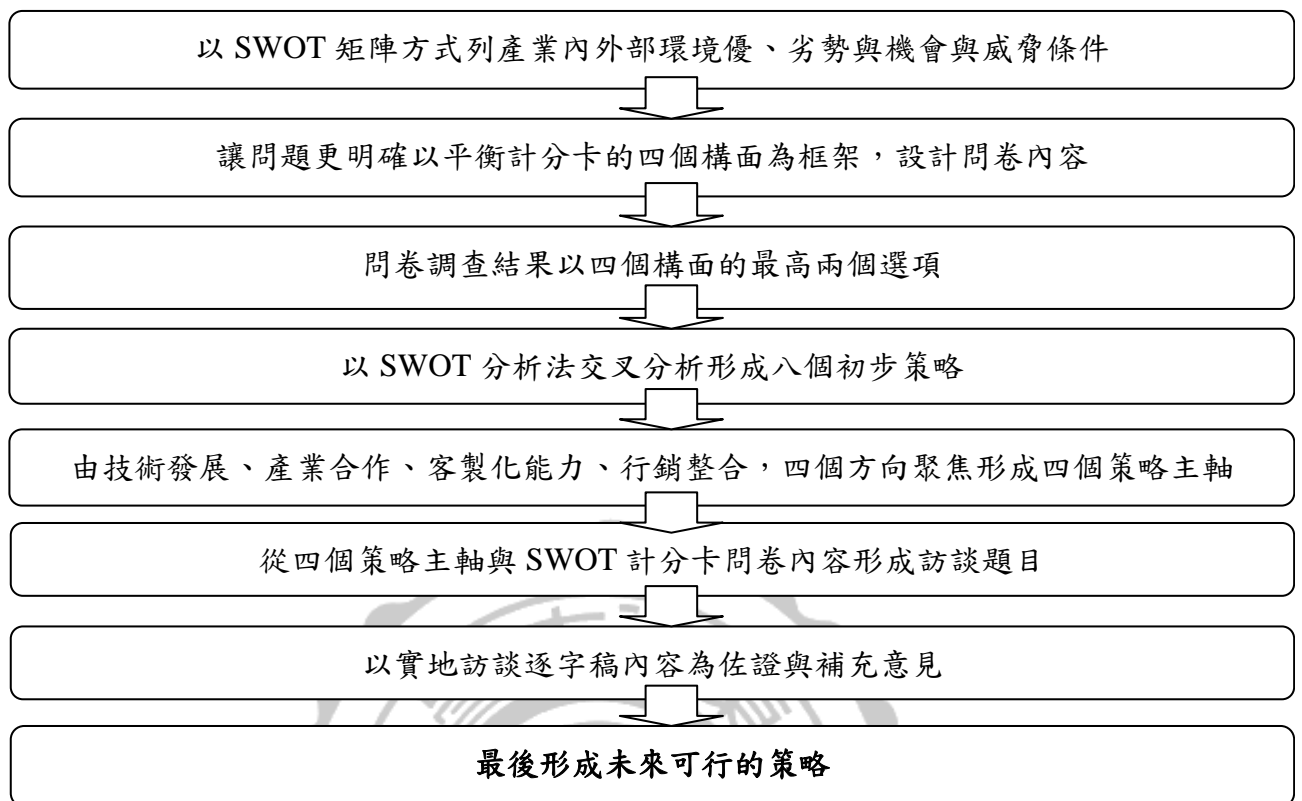 以 SWOT 矩陣方式列產業內外部環境優、劣勢與機會與威脅條件
讓問題更明確以平衡計分卡的四個構面為框架，設計問卷內容
問卷調查結果以四個構面的最高兩個選項
以 SWOT 分析法交叉分析形成八個初步策略
由技術發展、產業合作、客製化能力、行銷整合，四個方向聚焦形成四個策略主軸
從四個策略主軸與 SWOT 計分卡問卷內容形成訪談題目
以實地訪談逐字稿內容為佐證與補充意見
最後形成未來可行的策略